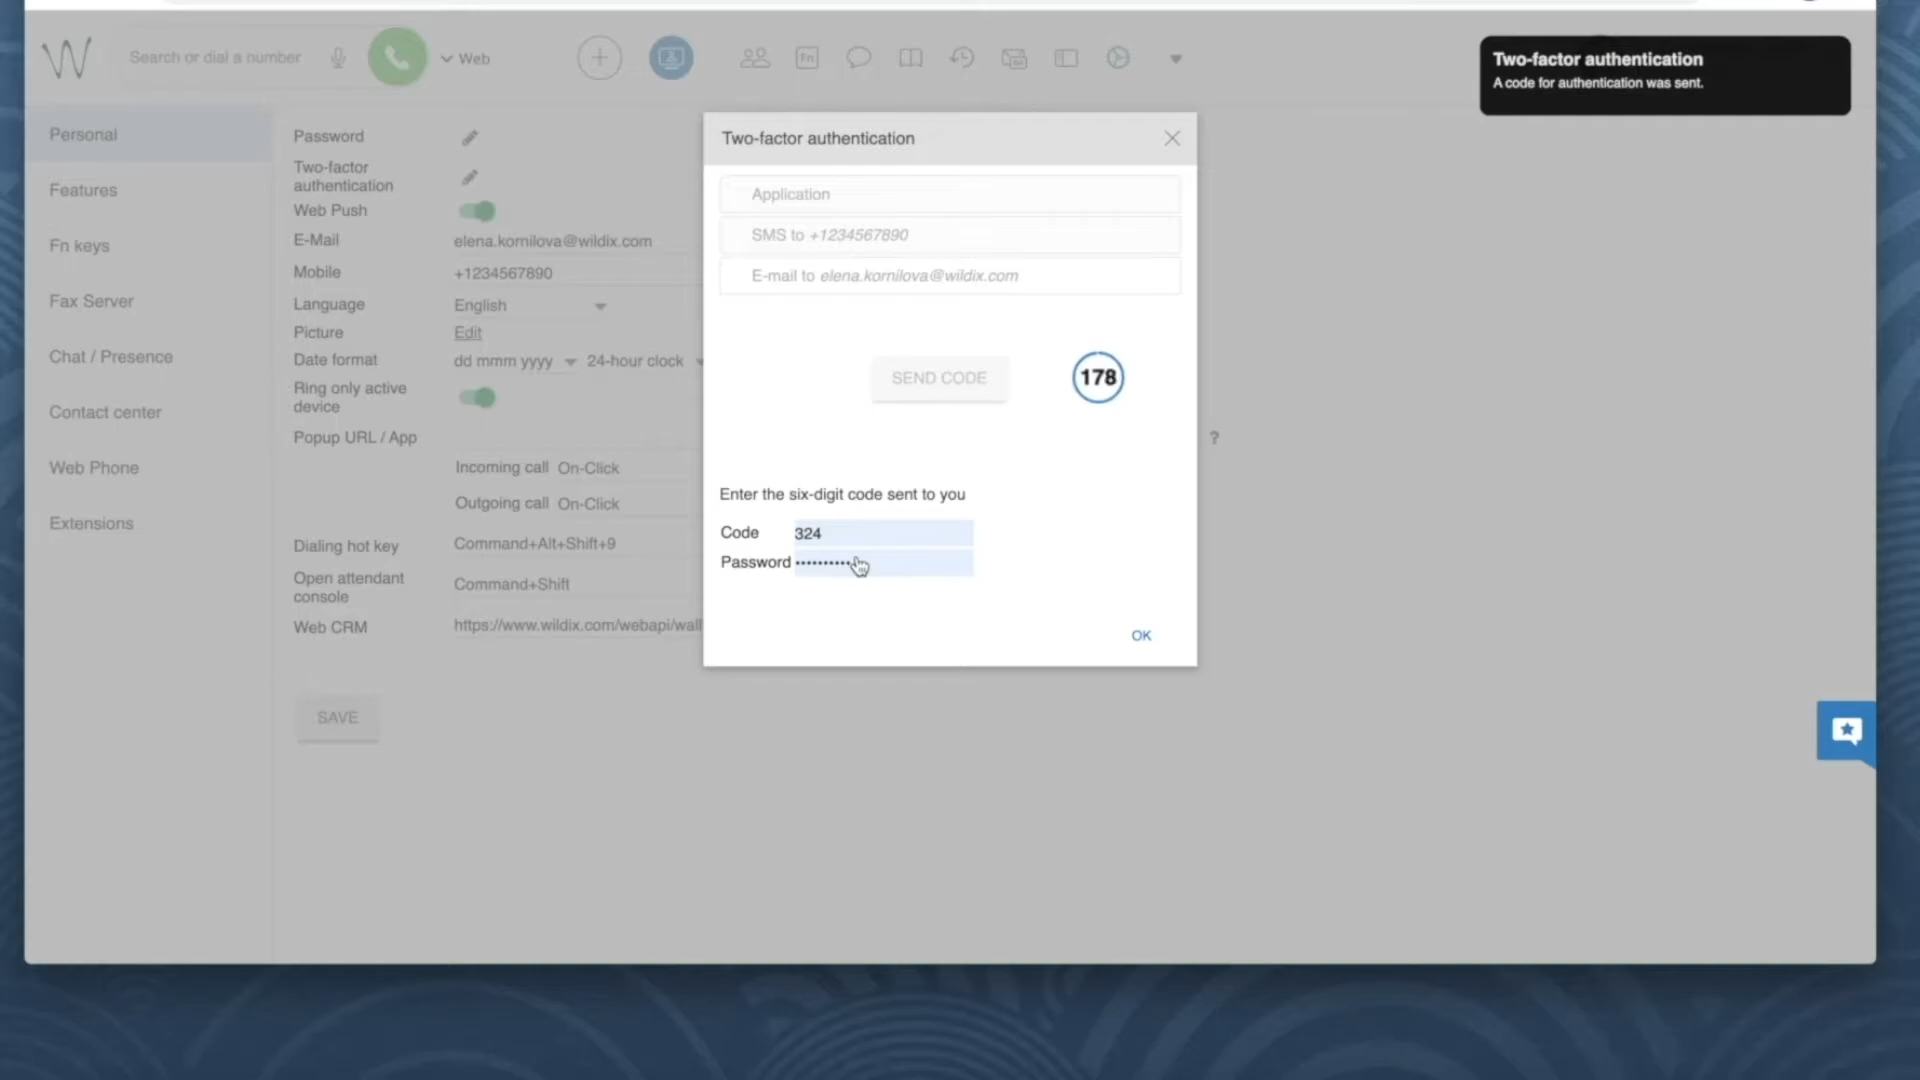 Search or dial a number
Web
Fn
Two-factor authentication
A code for authentication was sent.
Personal
Features
Fn keys
Fax Server
Chat / Presence
Contact center
Web Phone
Extensions
Password
Two-factor
authentication
Web Push
E-Mail elena.kornilova@wildix.com
Mobile +1234567890
Language English
Picture Edit
Date format dd mmm yyyy 24-hour clock
Ring only active
device
Popup URL / App
?
Incoming call On-Click
Outgoing call On-Click
Dialing hot key Command+Alt+Shift+9
Open attendant
console
Command+Shift
Web CRM https://www.wildix.com/webapi/wall
SAVE
Two-factor authentication
Application
SMS to +1234567890
E-mail to elena.kornilova@wildix.com
SEND CODE
178
Enter the six-digit code sent to you
Code 324
Password ••••••••••
OK